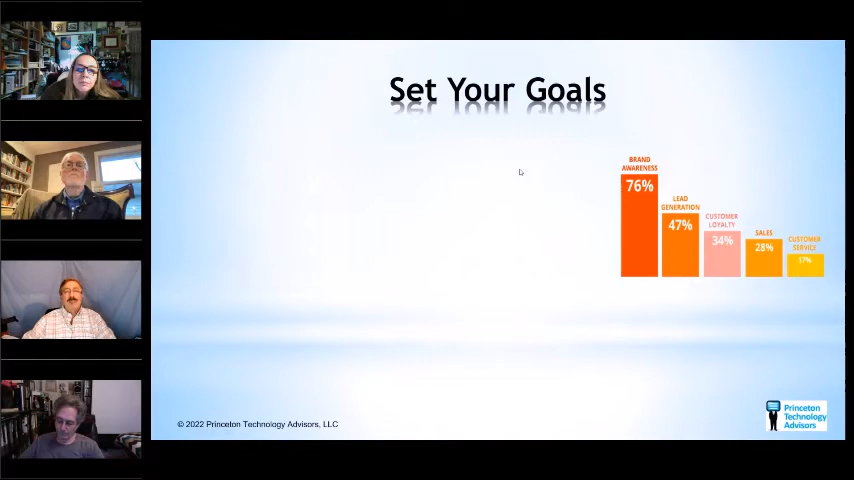 Set Your Goals
BRAND
AWARENESS
76%
LEAD
GENERATION
47%
CUSTOMER
LOYALTY
34%
SALES
28%
CUSTOMER
SERVICE
17%
© 2022 Princeton Technology Advisors, LLC
Princeton
Technology
Advisors